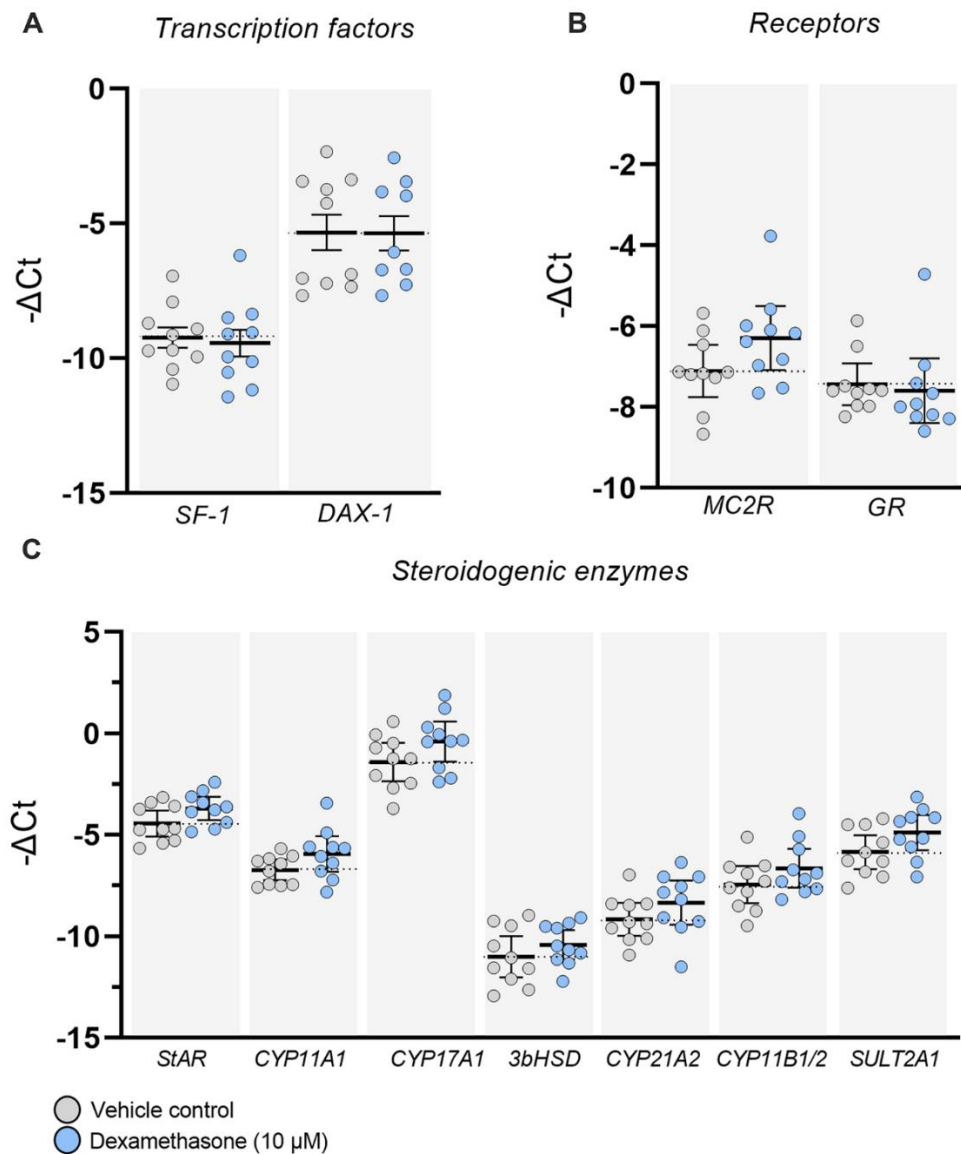 A
Transcription factors
0
-5
-10
-15
-ΔCt
SF-1
DAX-1
B
Receptors
0
-2
-4
-6
-8
-10
-ΔCt
MC2R
GR
C
Steroidogenic enzymes
5
0
-5
-10
-15
-ΔCt
StAR
CYP11A1
CYP17A1
3bHSD
CYP21A2
CYP11B1/2
SULT2A1
Vehicle control
Dexamethasone (10 µM)